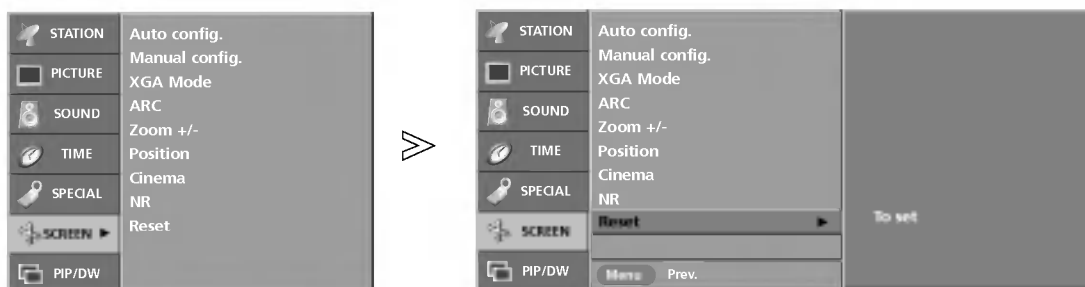 STATION
PICTURE
SOUND
TIME
SPECIAL
SCREEN
PIP/DW
Auto config.
Manual config.
XGA Mode
ARC
Zoom +/-
Position
Cinema
NR
Reset
STATION
PICTURE
SOUND
TIME
SPECIAL
SCREEN
PIP/DW
Auto config.
Manual config.
XGA Mode
ARC
Zoom +/-
Position
Cinema
NR
Reset
Menu Prev.
To set